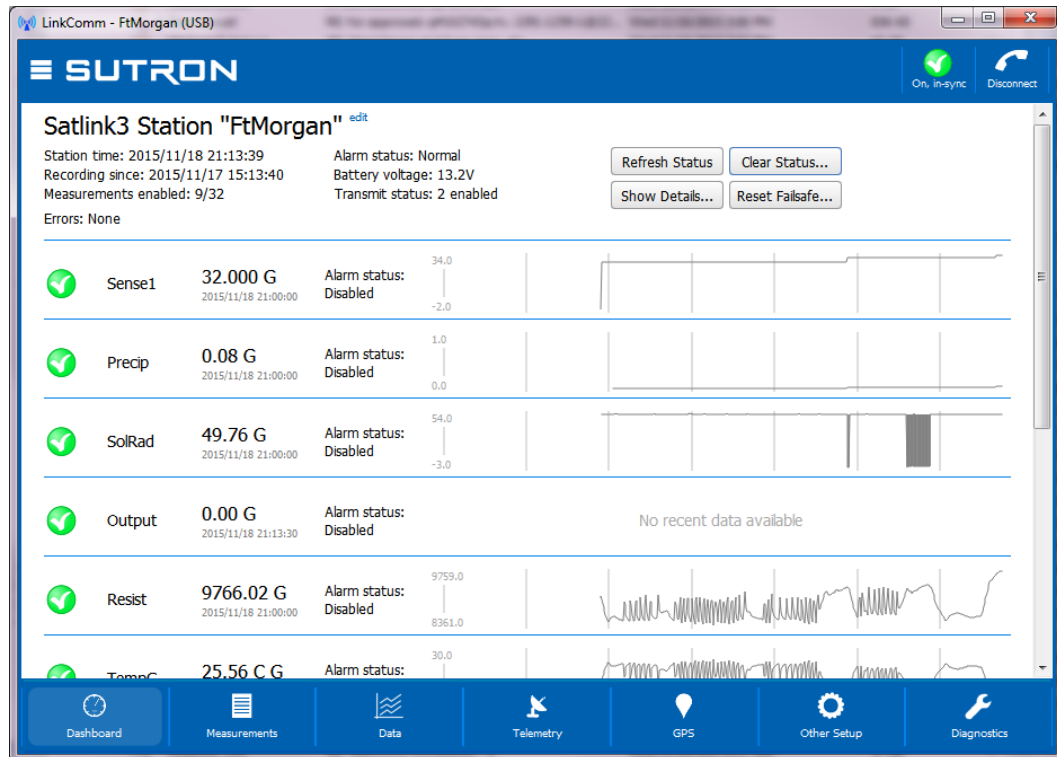 LinkComm - FtMorgan (USB)
SUTRON
On, in-sync
Disconnect
Satlink3 Station "FtMorgan" edit
Station time: 2015/11/18 21:13:39
Alarm status: Normal
Recording since: 2015/11/17 15:13:40
Battery voltage: 13.2V
Measurements enabled: 9/32
Transmit status: 2 enabled
Errors: None
Refresh Status
Clear Status...
Show Details...
Reset Failsafe...
Sense1
32.000 G
2015/11/18 21:00:00
Alarm status:
Disabled
34.0
-2.0
Precip
0.08 G
2015/11/18 21:00:00
Alarm status:
Disabled
1.0
0.0
SolRad
49.76 G
2015/11/18 21:00:00
Alarm status:
Disabled
54.0
-3.0
Output
0.00 G
2015/11/18 21:13:30
Alarm status:
Disabled
No recent data available
Resist
9766.02 G
2015/11/18 21:00:00
Alarm status:
Disabled
9759.0
8361.0
TempC
25.56 C G
Alarm status:
30.0
Dashboard
Measurements
Data
Telemetry
GPS
Other Setup
Diagnostics